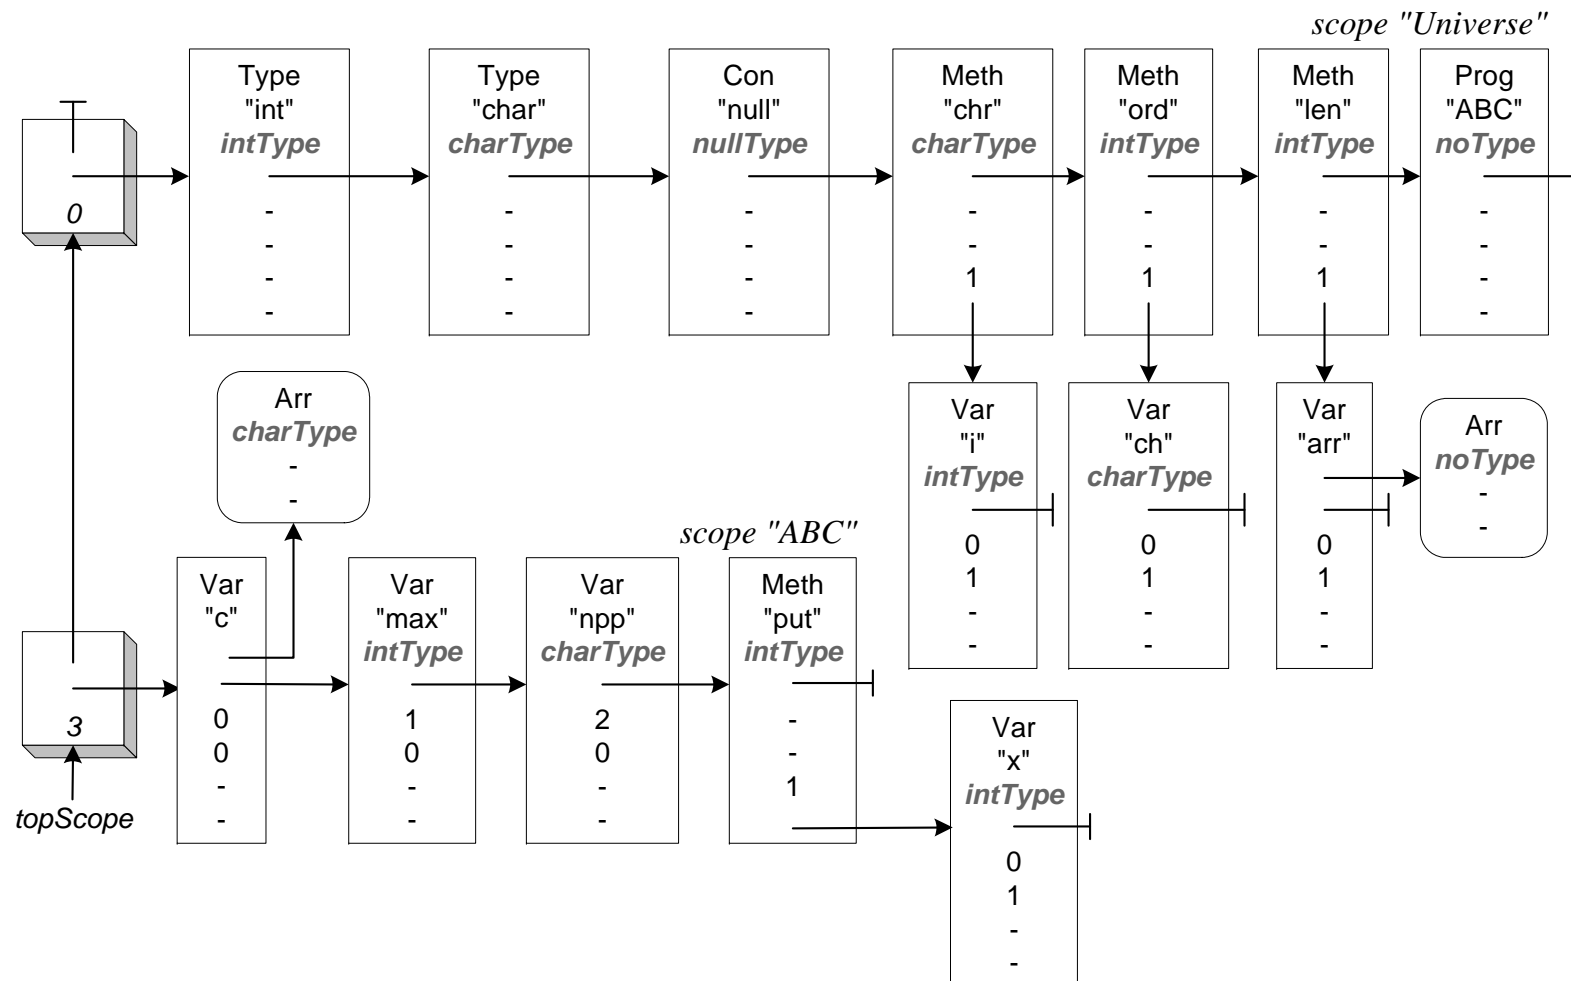 scope "Universe"
Type
"int"
intType
-
-
-
-
Type
"char"
charType
-
-
-
-
Con
"null"
nullType
-
-
-
-
Meth
"chr"
charType
-
-
1
Meth
"ord"
intType
-
-
1
Meth
"len"
intType
-
-
1
Prog
"ABC"
noType
-
-
-
-
0
Arr
charType
-
-
Var
"i"
intType
0
1
-
-
Var
"ch"
charType
0
1
-
-
Var
"arr"
0
1
-
-
Arr
noType
-
-
scope "ABC"
3
topScope
Var
"c"
0
0
-
-
Var
"max"
intType
1
0
-
-
Var
"npp"
charType
2
0
-
-
Meth
"put"
intType
-
-
1
Var
"x"
intType
0
1
-
-